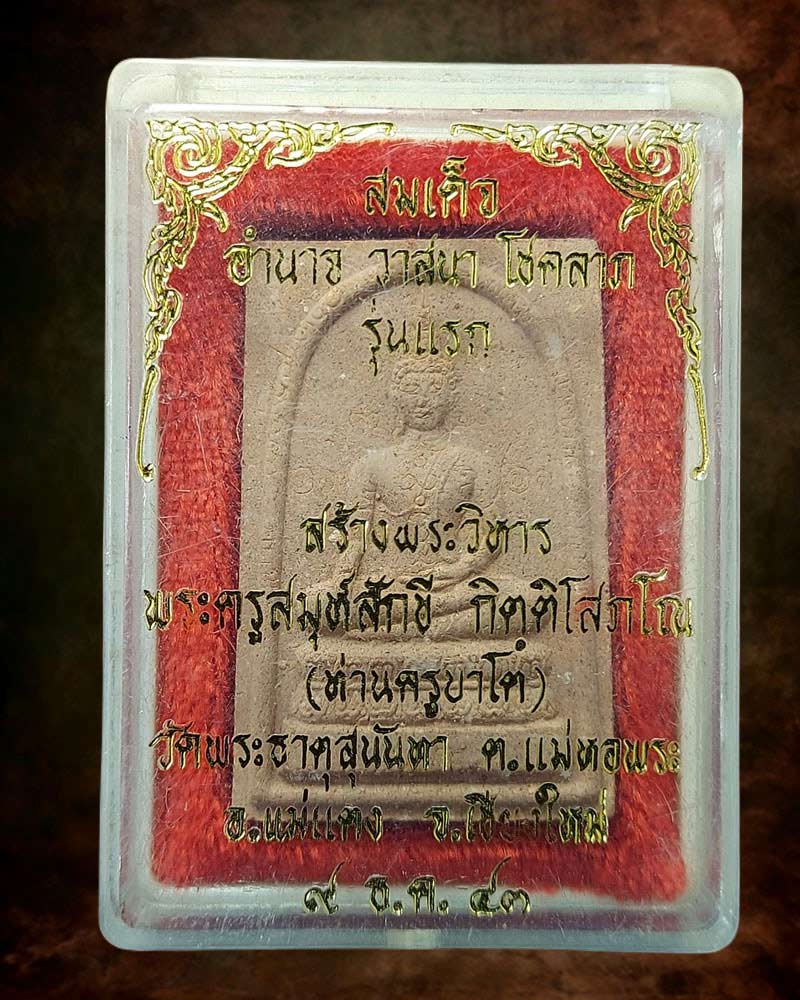 สมเด็จ
อำนาจ วาสนา โชคลาภ
รุ่นแรก
สร้างพระวิหาร
พระครูสมุห์สักขี กิตฺติโสภโณ
(ท่านครูบาโต)
วัดพระธาตุสุนันทา ต.แม่หอพระ
อ.แม่แตง จ.เชียงใหม่
๙ ธ.ค. ๔๓